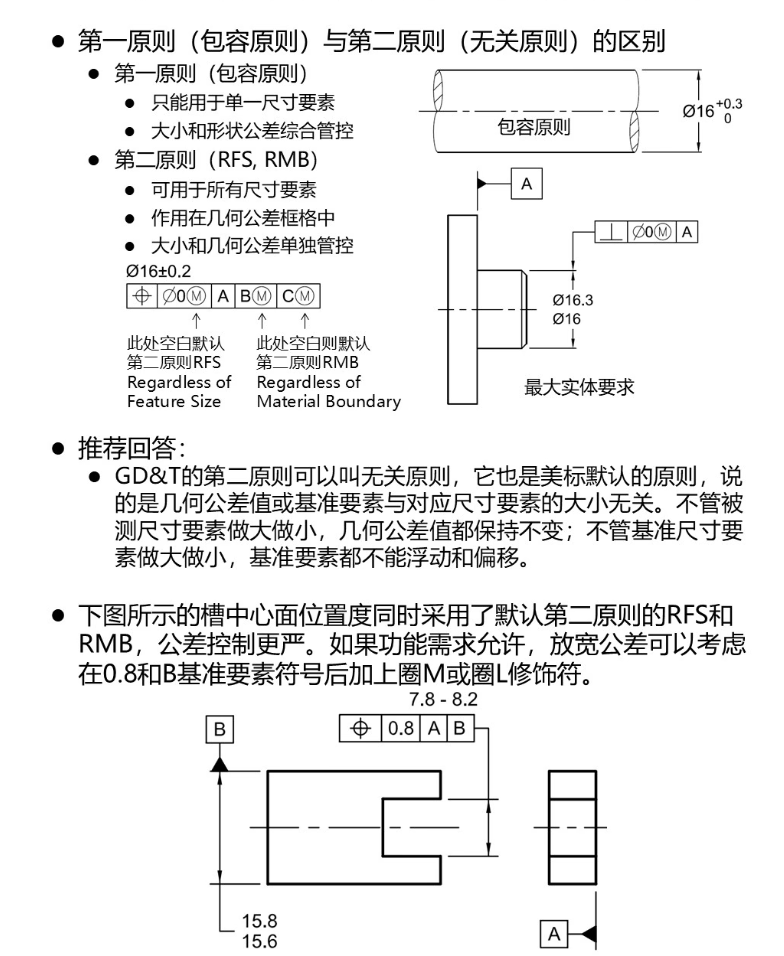 ● 第一原则（包容原则）与第二原则（无关原则）的区别
● 第一原则（包容原则）
● 只能用于单一尺寸要素
● 大小和形状公差综合管控
● 第二原则（RFS, RMB）
● 可用于所有尺寸要素
● 作用在几何公差框格中
● 大小和几何公差单独管控
Ø16±0.2
⌖ Ø0Ⓜ A BⓂ CⓂ
↑ ↑ ↑
此处空白默认
第二原则RFS
Regardless of
Feature Size
此处空白则默认
第二原则RMB
Regardless of
Material Boundary
包容原则
Ø16 +0.3
0
A
⊥ Ø0Ⓜ A
Ø16.3
Ø16
最大实体要求
● 推荐回答：
● GD&T的第二原则可以叫无关原则，它也是美标默认的原则，说
的是几何公差值或基准要素与对应尺寸要素的大小无关。不管被
测尺寸要素做大做小，几何公差值都保持不变；不管基准尺寸要
素做大做小，基准要素都不能浮动和偏移。
● 下图所示的槽中心面位置度同时采用了默认第二原则的RFS和
RMB，公差控制更严。如果功能需求允许，放宽公差可以考虑
在0.8和B基准要素符号后加上圈M或圈L修饰符。
7.8 - 8.2
⌖ 0.8 A B
B
15.8
15.6
A